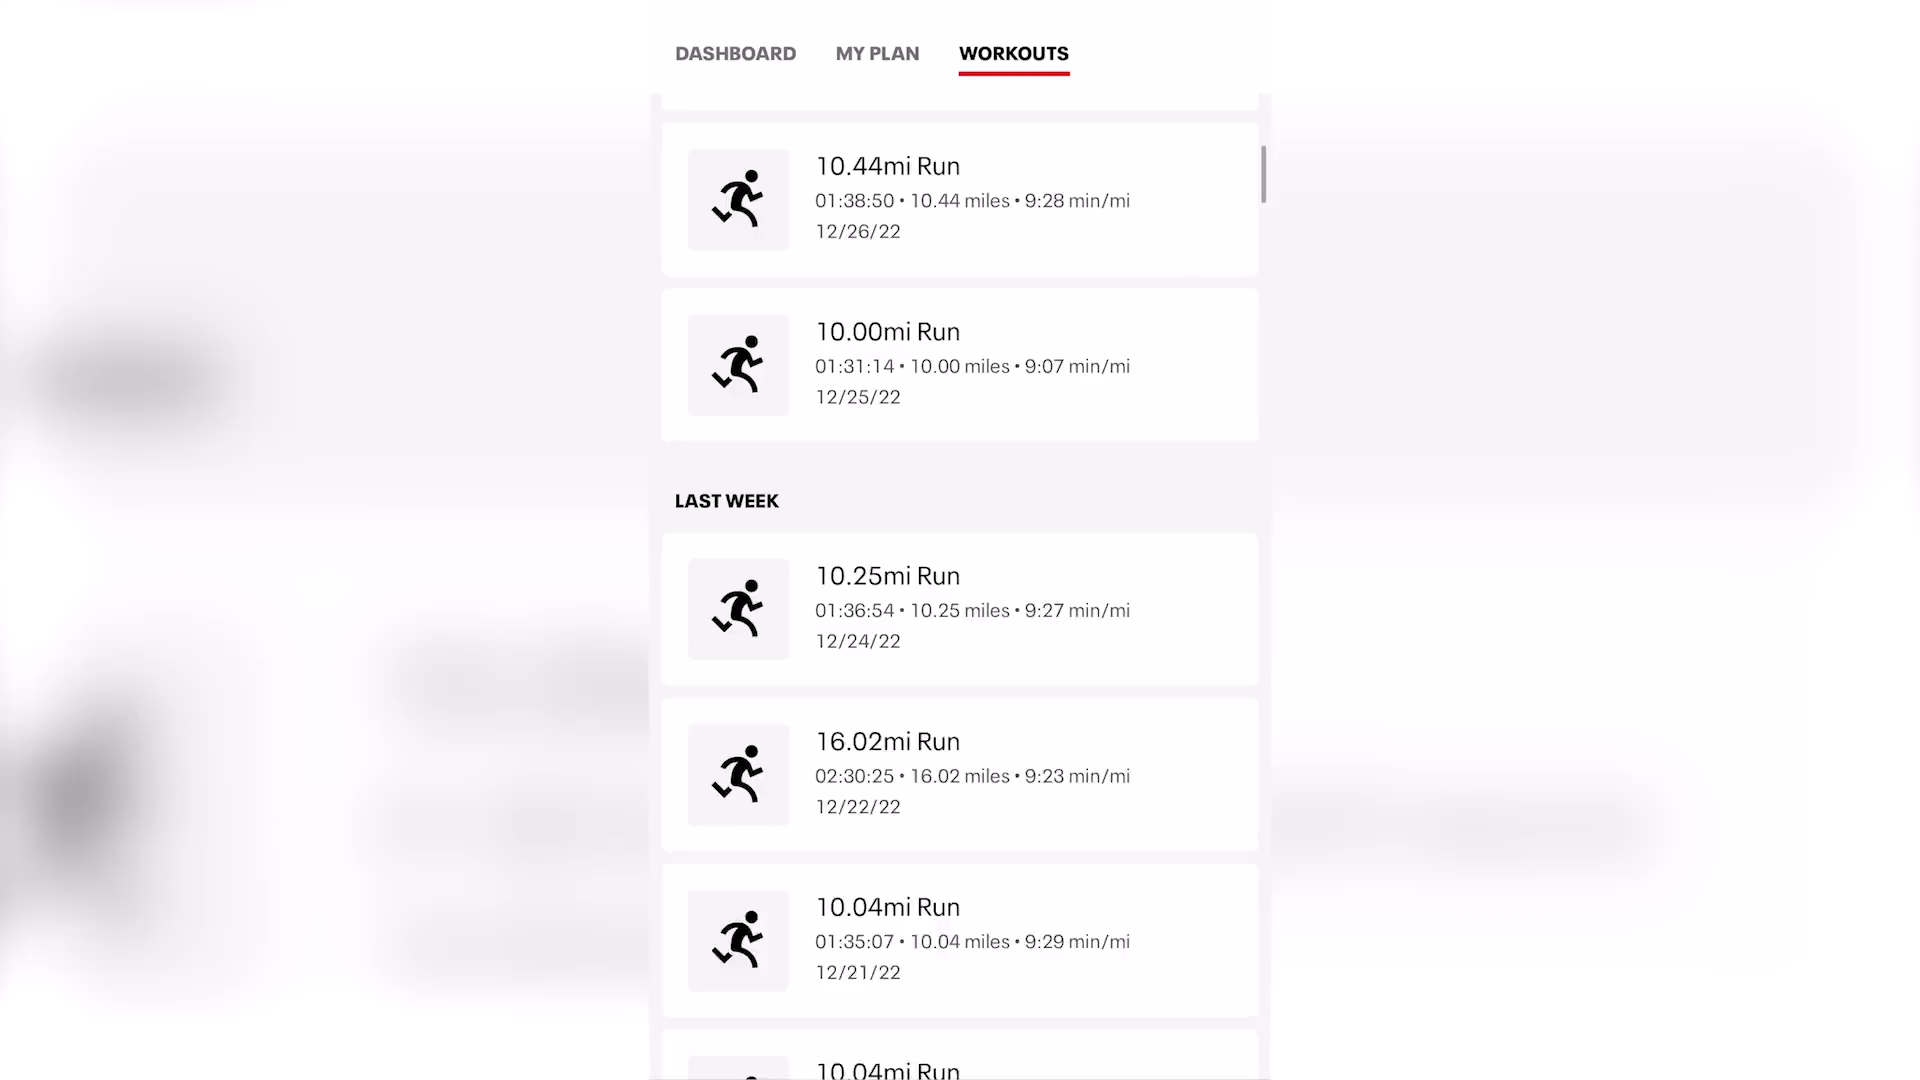 DASHBOARD MY PLAN WORKOUTS
10.44mi Run
01:38:50 • 10.44 miles • 9:28 min/mi
12/26/22
10.00mi Run
01:31:14 • 10.00 miles • 9:07 min/mi
12/25/22
LAST WEEK
10.25mi Run
01:36:54 • 10.25 miles • 9:27 min/mi
12/24/22
16.02mi Run
02:30:25 • 16.02 miles • 9:23 min/mi
12/22/22
10.04mi Run
01:35:07 • 10.04 miles • 9:29 min/mi
12/21/22
10.04mi Run